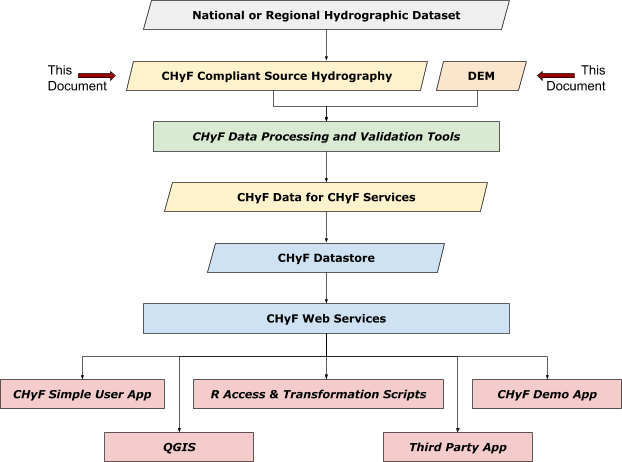 National or Regional Hydrographic Dataset
This
Document
CHyF Compliant Source Hydrography
DEM
This
Document
CHyF Data Processing and Validation Tools
CHyF Data for CHyF Services
CHyF Datastore
CHyF Web Services
CHyF Simple User App
R Access & Transformation Scripts
CHyF Demo App
QGIS
Third Party App